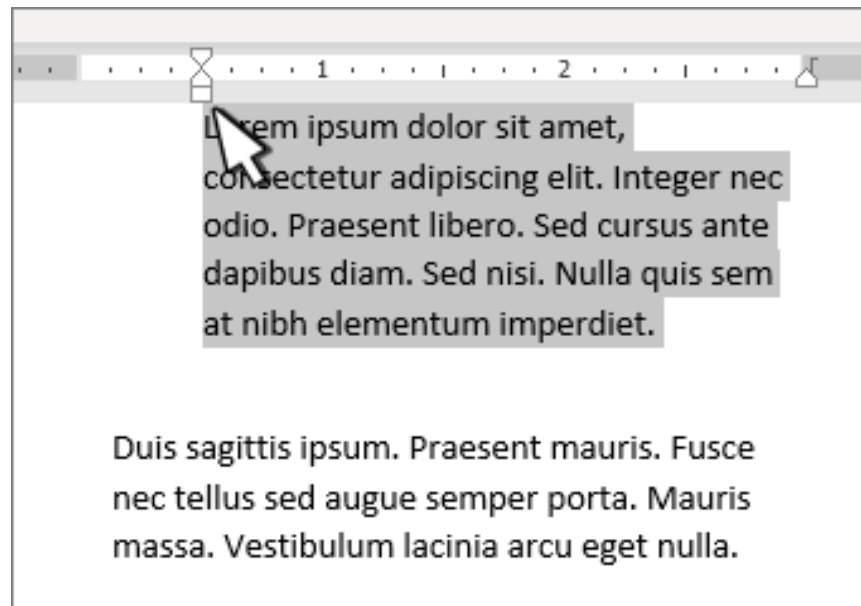 1 2
Lorem ipsum dolor sit amet,
consectetur adipiscing elit. Integer nec
odio. Praesent libero. Sed cursus ante
dapibus diam. Sed nisi. Nulla quis sem
at nibh elementum imperdiet.
Duis sagittis ipsum. Praesent mauris. Fusce
nec tellus sed augue semper porta. Mauris
massa. Vestibulum lacinia arcu eget nulla.